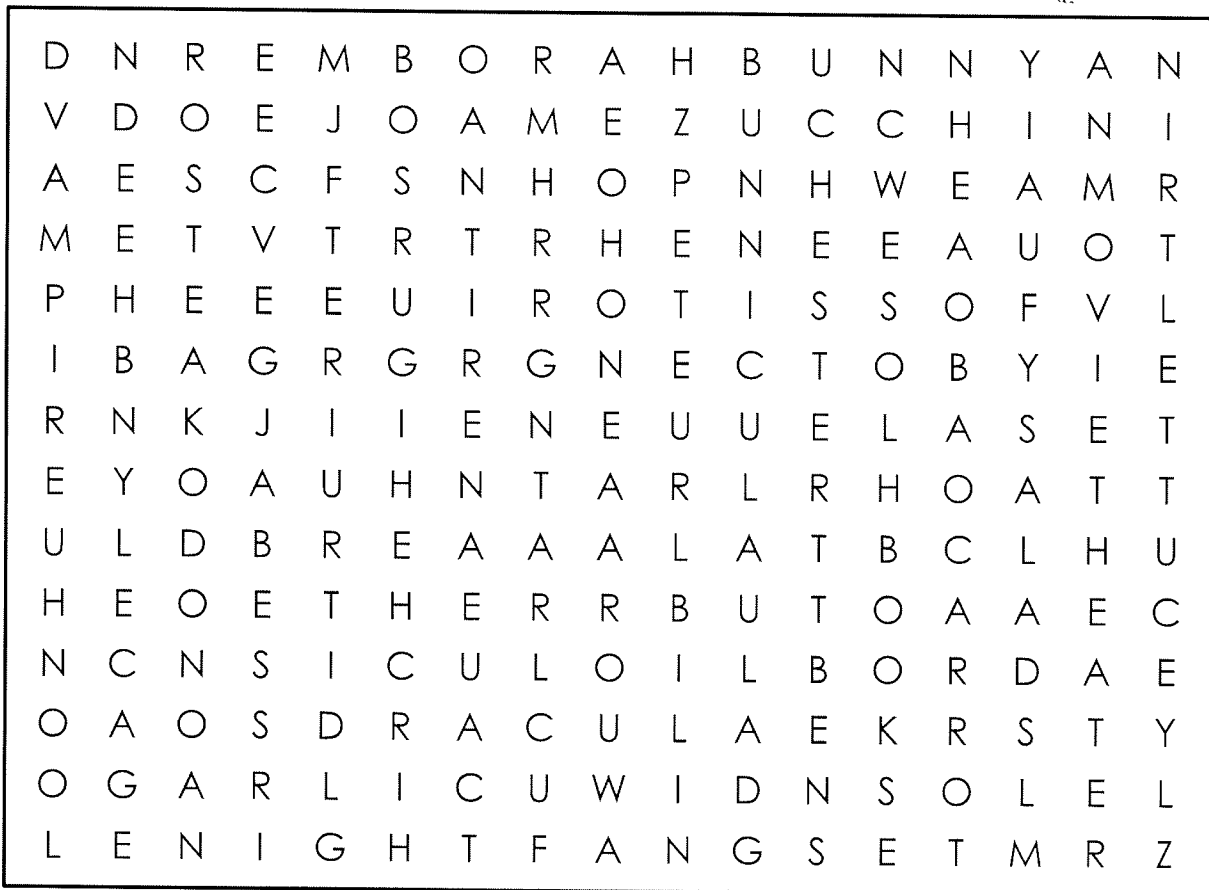 D N R E M B O R A H B U N N Y A N
V D O E J O A M E Z U C C H I N I
A E S C F S N H O P N H W E A M R
M E T V T R T R H E N E E A U O T
P H E E E U I R O T I S S O F V L
I B A G R G R G N E C T O B Y I E
R N K J I I E N E U U E L A S E T
E Y O A U H N T A R L R H O A T T
U L D B R E A A A L A T B C L H U
H E O E T H E R R B U T O A A E C
N C N S I C U L O I L B O R D A E
O A O S D R A C U L A E K R S T Y
O G A R L I C U W I D N S O L E L
L E N I G H T F A N G S E T M R Z